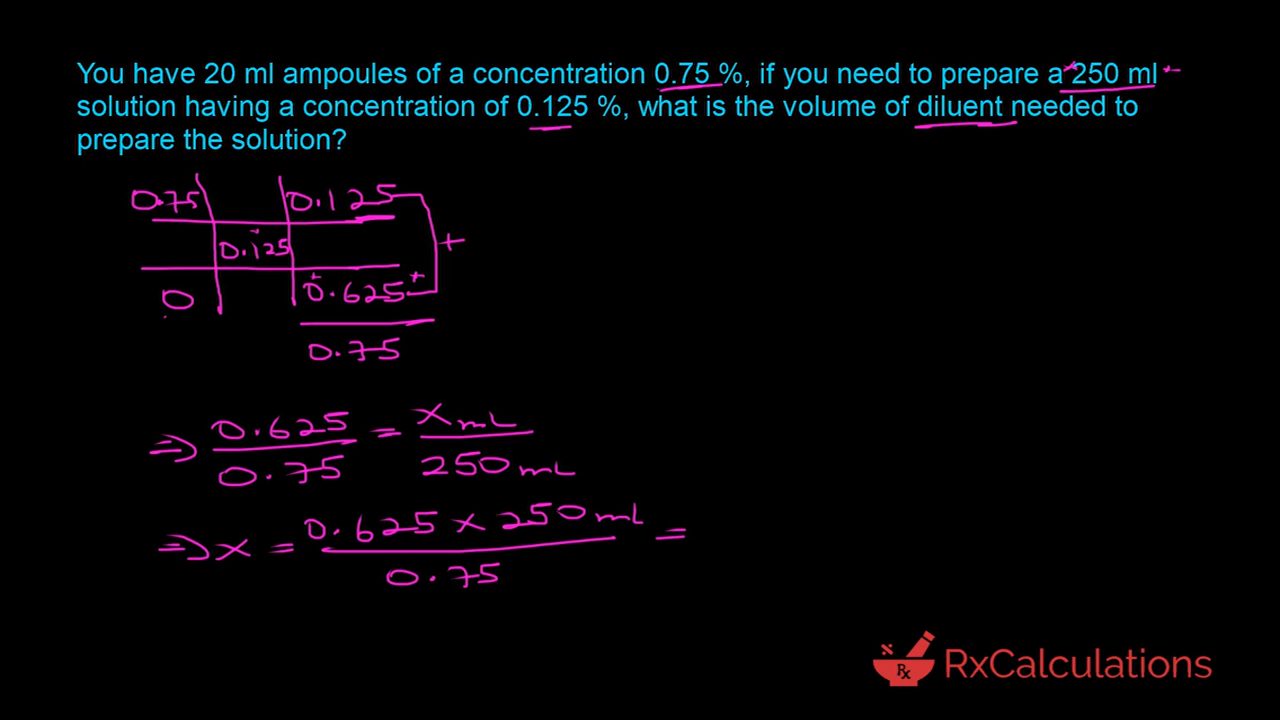 You have 20 ml ampoules of a concentration 0.75 %, if you need to prepare a 250 ml
solution having a concentration of 0.125 %, what is the volume of diluent needed to
prepare the solution?
0.75 0.125
0.125 +
0 0.625
0.75
⇒ 0.625 / 0.75 = x mL / 250 mL
⇒ x = 0.625 × 250 mL / 0.75 =
Rx RxCalculations